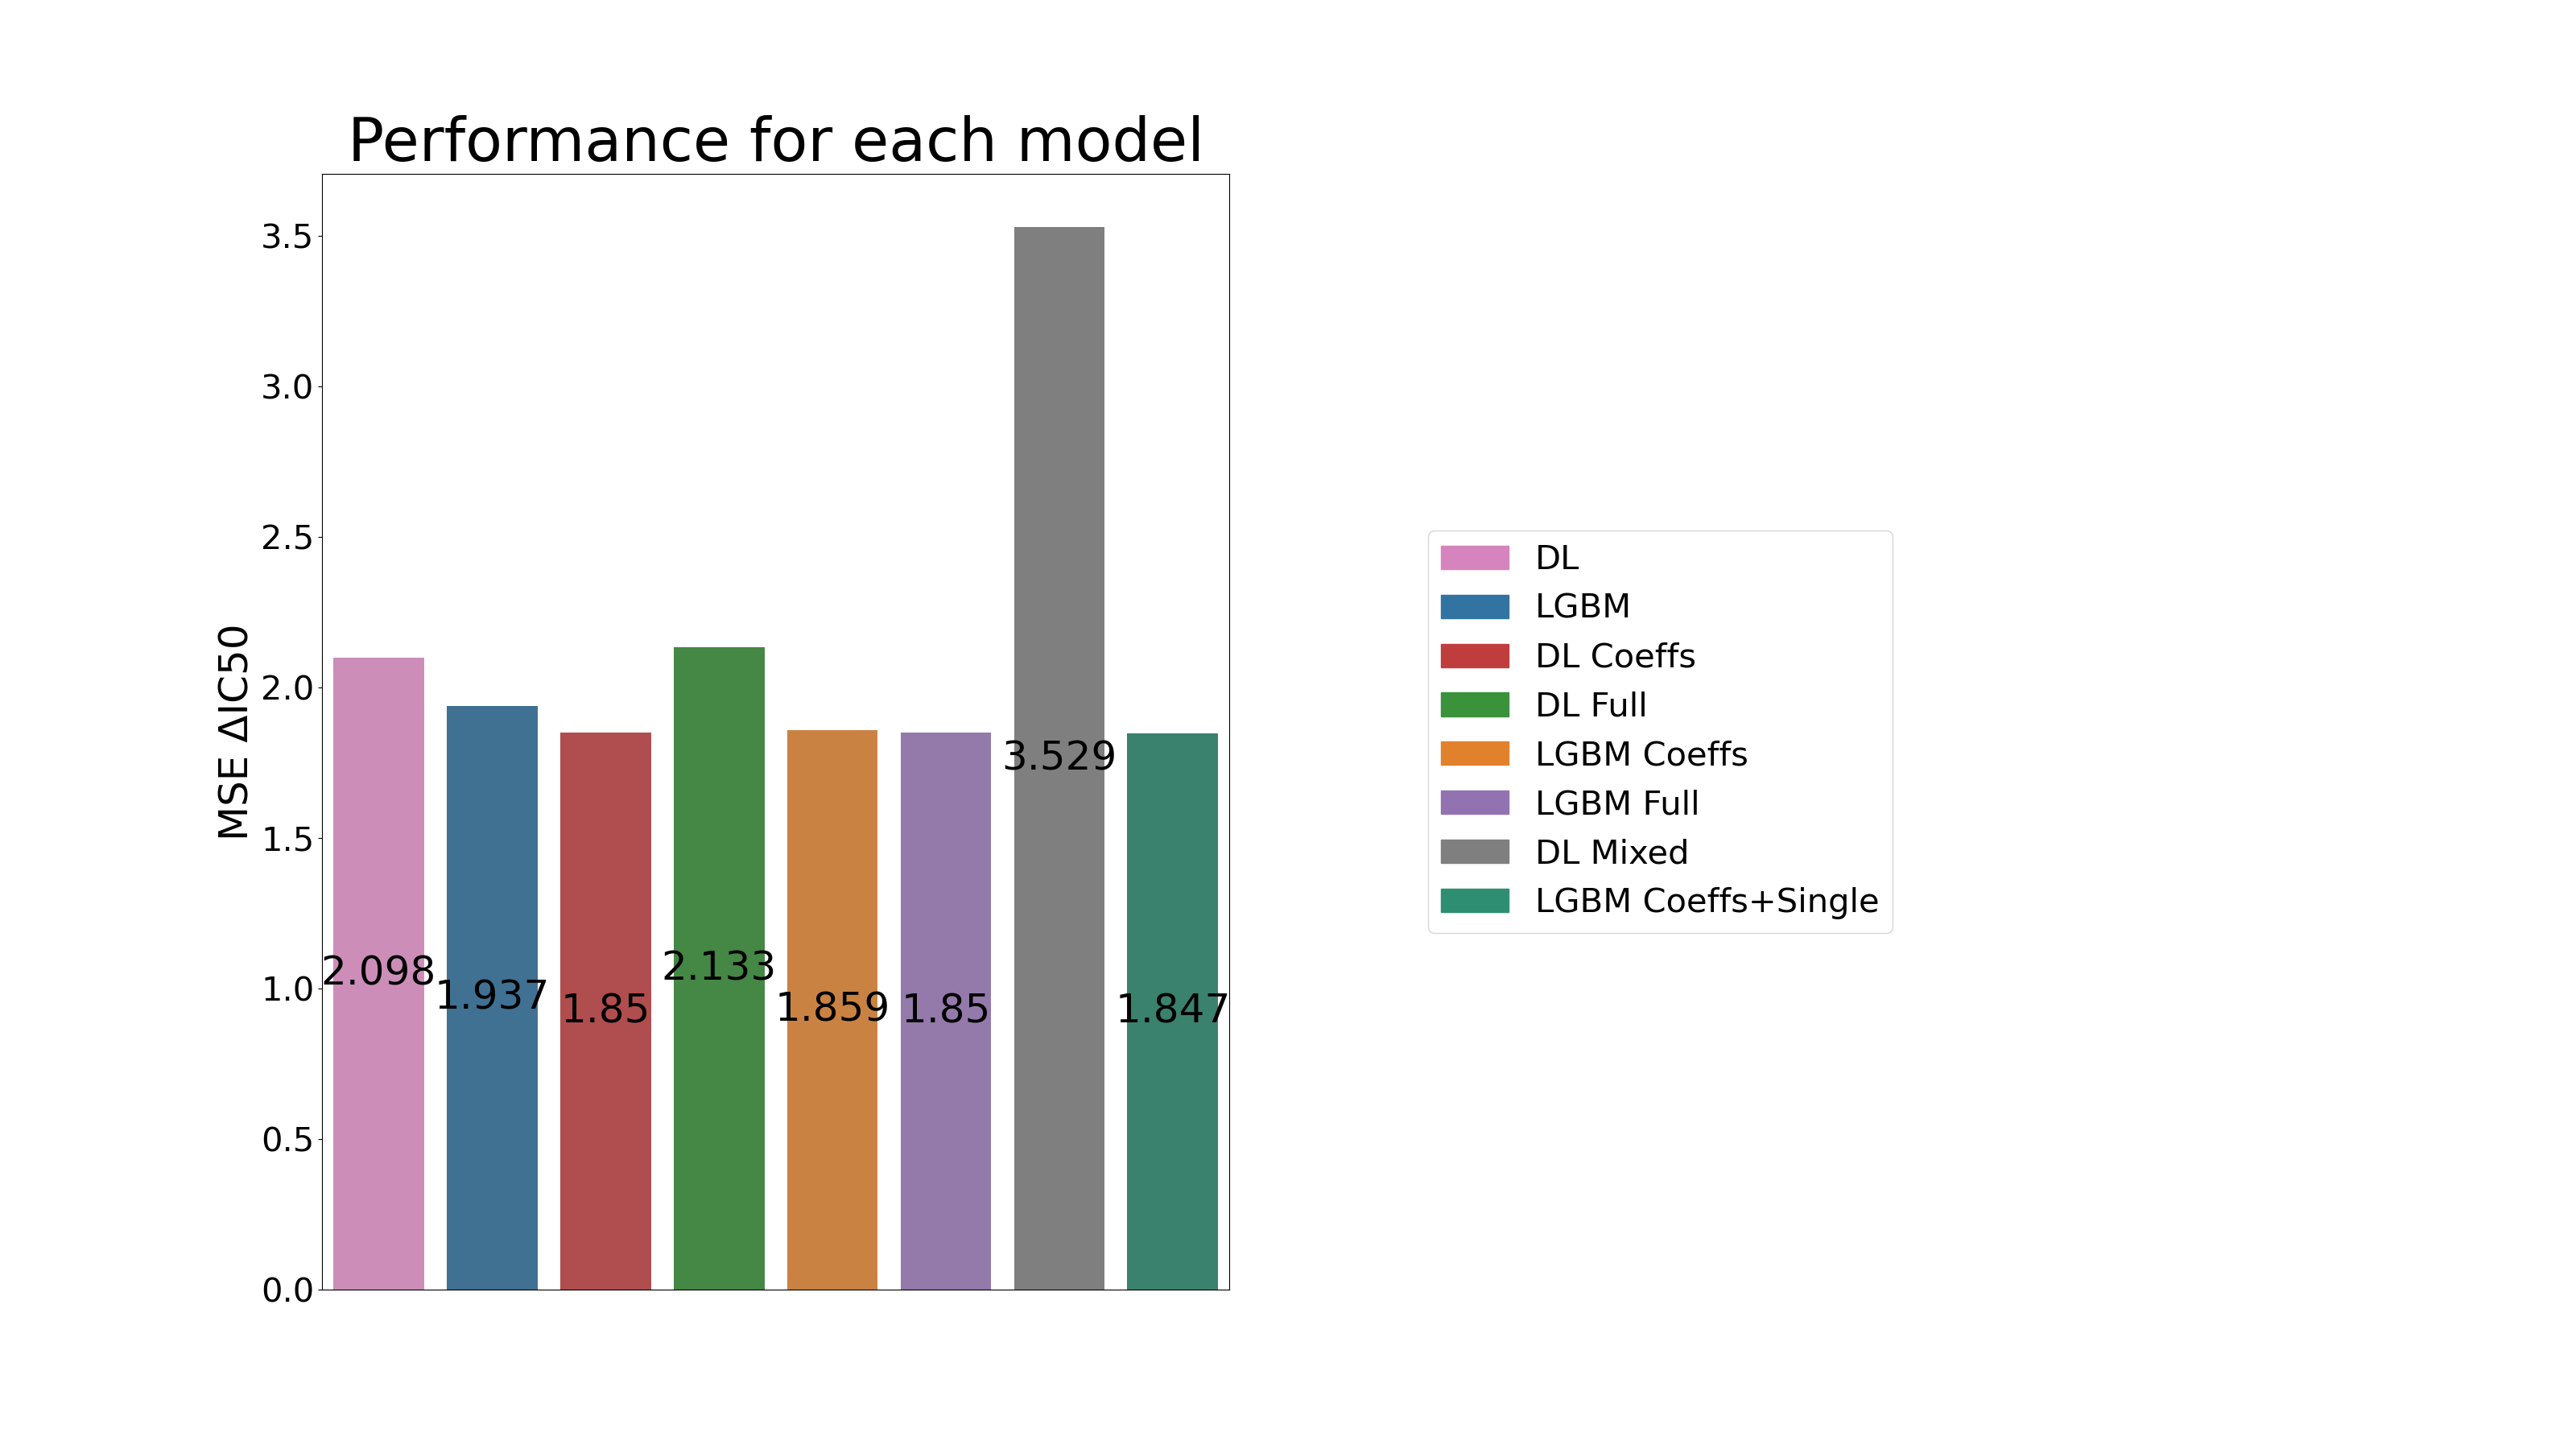 Performance for each model
MSE ΔIC50
3.5
3.0
2.5
2.0
1.5
1.0
0.5
0.0
2.098
1.937
1.85
2.133
1.859
1.85
3.529
1.847
DL
LGBM
DL Coeffs
DL Full
LGBM Coeffs
LGBM Full
DL Mixed
LGBM Coeffs+Single